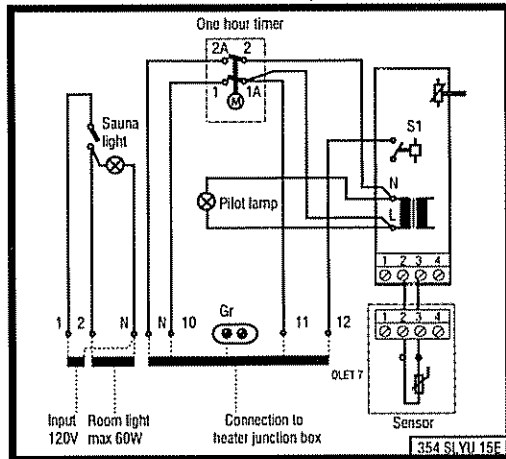 One hour timer
2A 2
1 1A
M
Sauna
light
S1
N
Pilot lamp
L
1 2 3 4
1 2 N N 10 Gr 11 12
1 2 3 4
OLET 7
Input
120V
Room light
max 60W
Connection to
heater junction box
Sensor
354 SLYU 15E